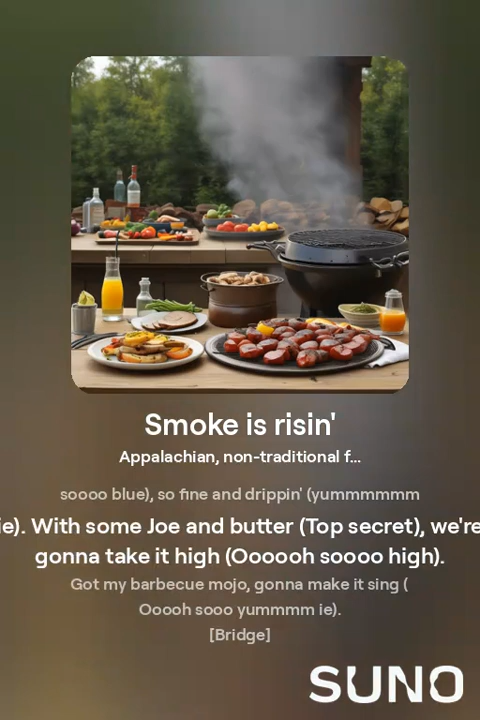 Smoke is risin'
Appalachian, non-traditional f...
soooo blue), so fine and drippin' (yummmmmm
ie). With some Joe and butter (Top secret), we're
gonna take it high (Oooooh soooo high).
Got my barbecue mojo, gonna make it sing (
Ooooh sooo yummmm ie).
[Bridge]
SUNO